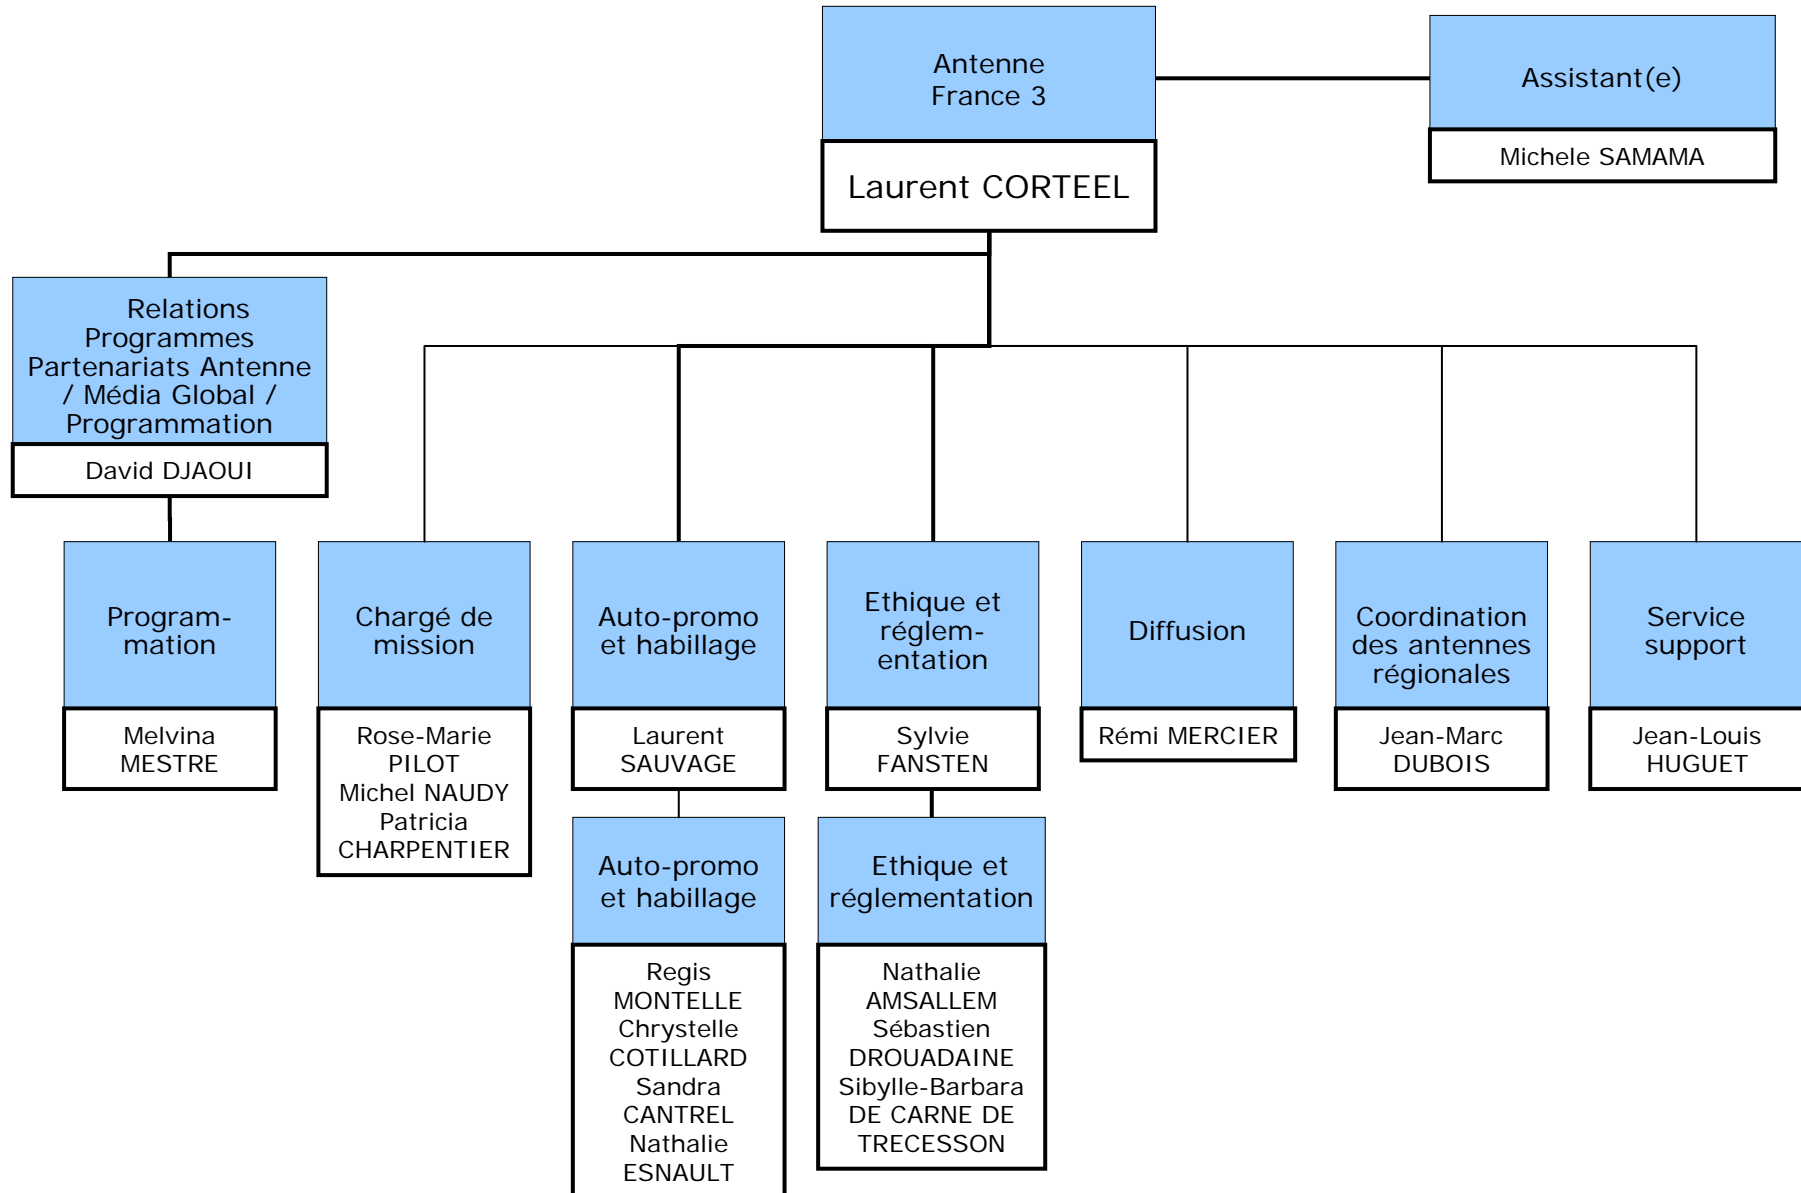 Antenne
France 3
Laurent CORTEEL
Assistant(e)
Michele SAMAMA
Relations
Programmes
Partenariats Antenne
/ Média Global /
Programmation
David DJAOUI
Program-
mation
Melvina
MESTRE
Chargé de
mission
Rose-Marie
PILOT
Michel NAUDY
Patricia
CHARPENTIER
Auto-promo
et habillage
Laurent
SAUVAGE
Auto-promo
et habillage
Regis
MONTELLE
Chrystelle
COTILLARD
Sandra
CANTREL
Nathalie
ESNAULT
Ethique et
réglem-
entation
Sylvie
FANSTEN
Ethique et
réglementation
Nathalie
AMSALLEM
Sébastien
DROUADAINE
Sibylle-Barbara
DE CARNE DE
TRECESSON
Diffusion
Rémi MERCIER
Coordination
des antennes
régionales
Jean-Marc
DUBOIS
Service
support
Jean-Louis
HUGUET